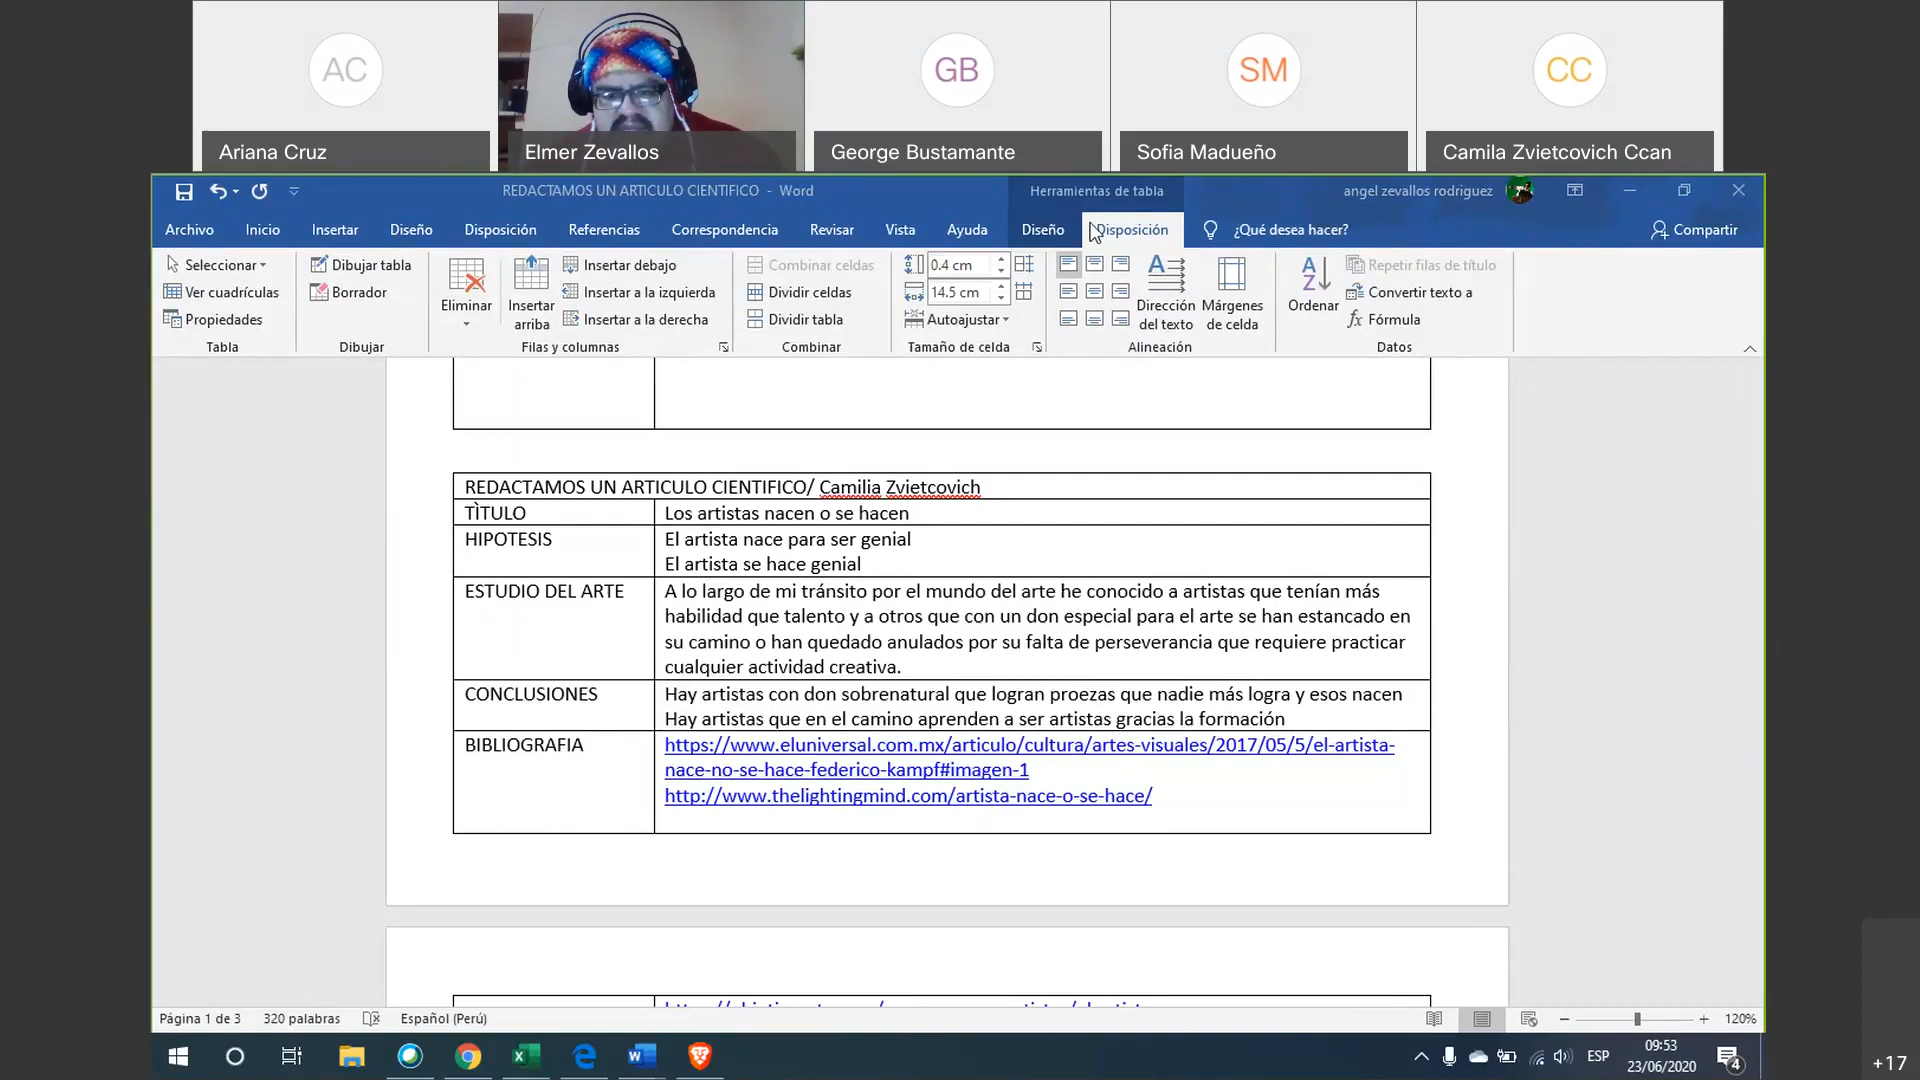 AC
GB
SM
CC
Ariana Cruz
Elmer Zevallos
George Bustamante
Sofia Madueño
Camila Zvietcovich Ccan
REDACTAMOS UN ARTICULO CIENTIFICO - Word
Herramientas de tabla
angel zevallos rodriguez
Archivo
Inicio
Insertar
Diseño
Disposición
Referencias
Correspondencia
Revisar
Vista
Ayuda
Diseño
Disposición
¿Qué desea hacer?
Compartir
Seleccionar
Ver cuadrículas
Propiedades
Tabla
Dibujar tabla
Borrador
Dibujar
Eliminar
Insertar
arriba
Insertar debajo
Insertar a la izquierda
Insertar a la derecha
Filas y columnas
Combinar celdas
Dividir celdas
Dividir tabla
Combinar
0.4 cm
14.5 cm
Autoajustar
Tamaño de celda
Dirección
del texto
Márgenes
de celda
Alineación
Ordenar
Repetir filas de título
Convertir texto a
Fórmula
Datos
REDACTAMOS UN ARTICULO CIENTIFICO/ Camilia Zvietcovich
TÌTULO
Los artistas nacen o se hacen
HIPOTESIS
El artista nace para ser genial
El artista se hace genial
ESTUDIO DEL ARTE
A lo largo de mi tránsito por el mundo del arte he conocido a artistas que tenían más
habilidad que talento y a otros que con un don especial para el arte se han estancado en
su camino o han quedado anulados por su falta de perseverancia que requiere practicar
cualquier actividad creativa.
CONCLUSIONES
Hay artistas con don sobrenatural que logran proezas que nadie más logra y esos nacen
Hay artistas que en el camino aprenden a ser artistas gracias la formación
BIBLIOGRAFIA
https://www.eluniversal.com.mx/articulo/cultura/artes-visuales/2017/05/5/el-artista-
nace-no-se-hace-federico-kampf#imagen-1
http://www.thelightingmind.com/artista-nace-o-se-hace/
Página 1 de 3
320 palabras
Español (Perú)
120%
ESP
09:53
23/06/2020
4
+17